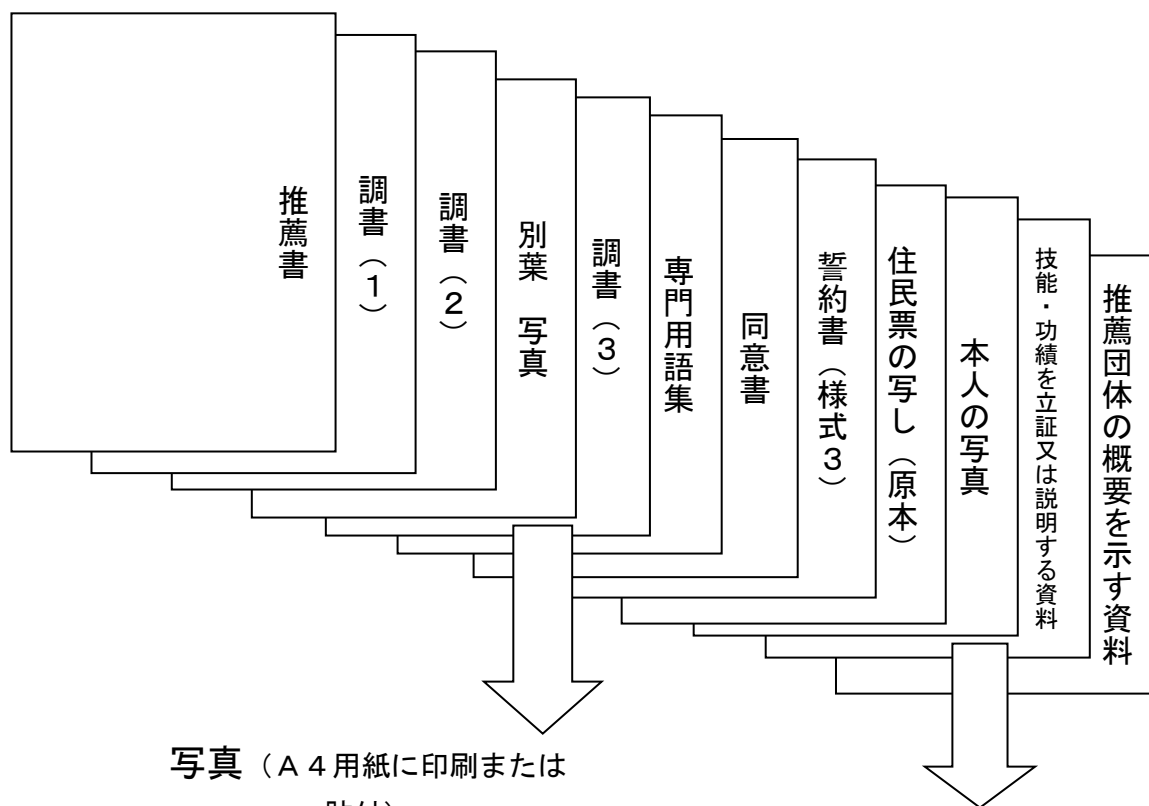 推薦書
調書（１）
調書（２）
別葉　写真
調書（３）
専門用語集
同意書
誓約書（様式３）
住民票の写し（原本）
本人の写真
技能・功績を立証又は説明する資料
推薦団体の概要を示す資料
写真（Ａ４用紙に印刷または